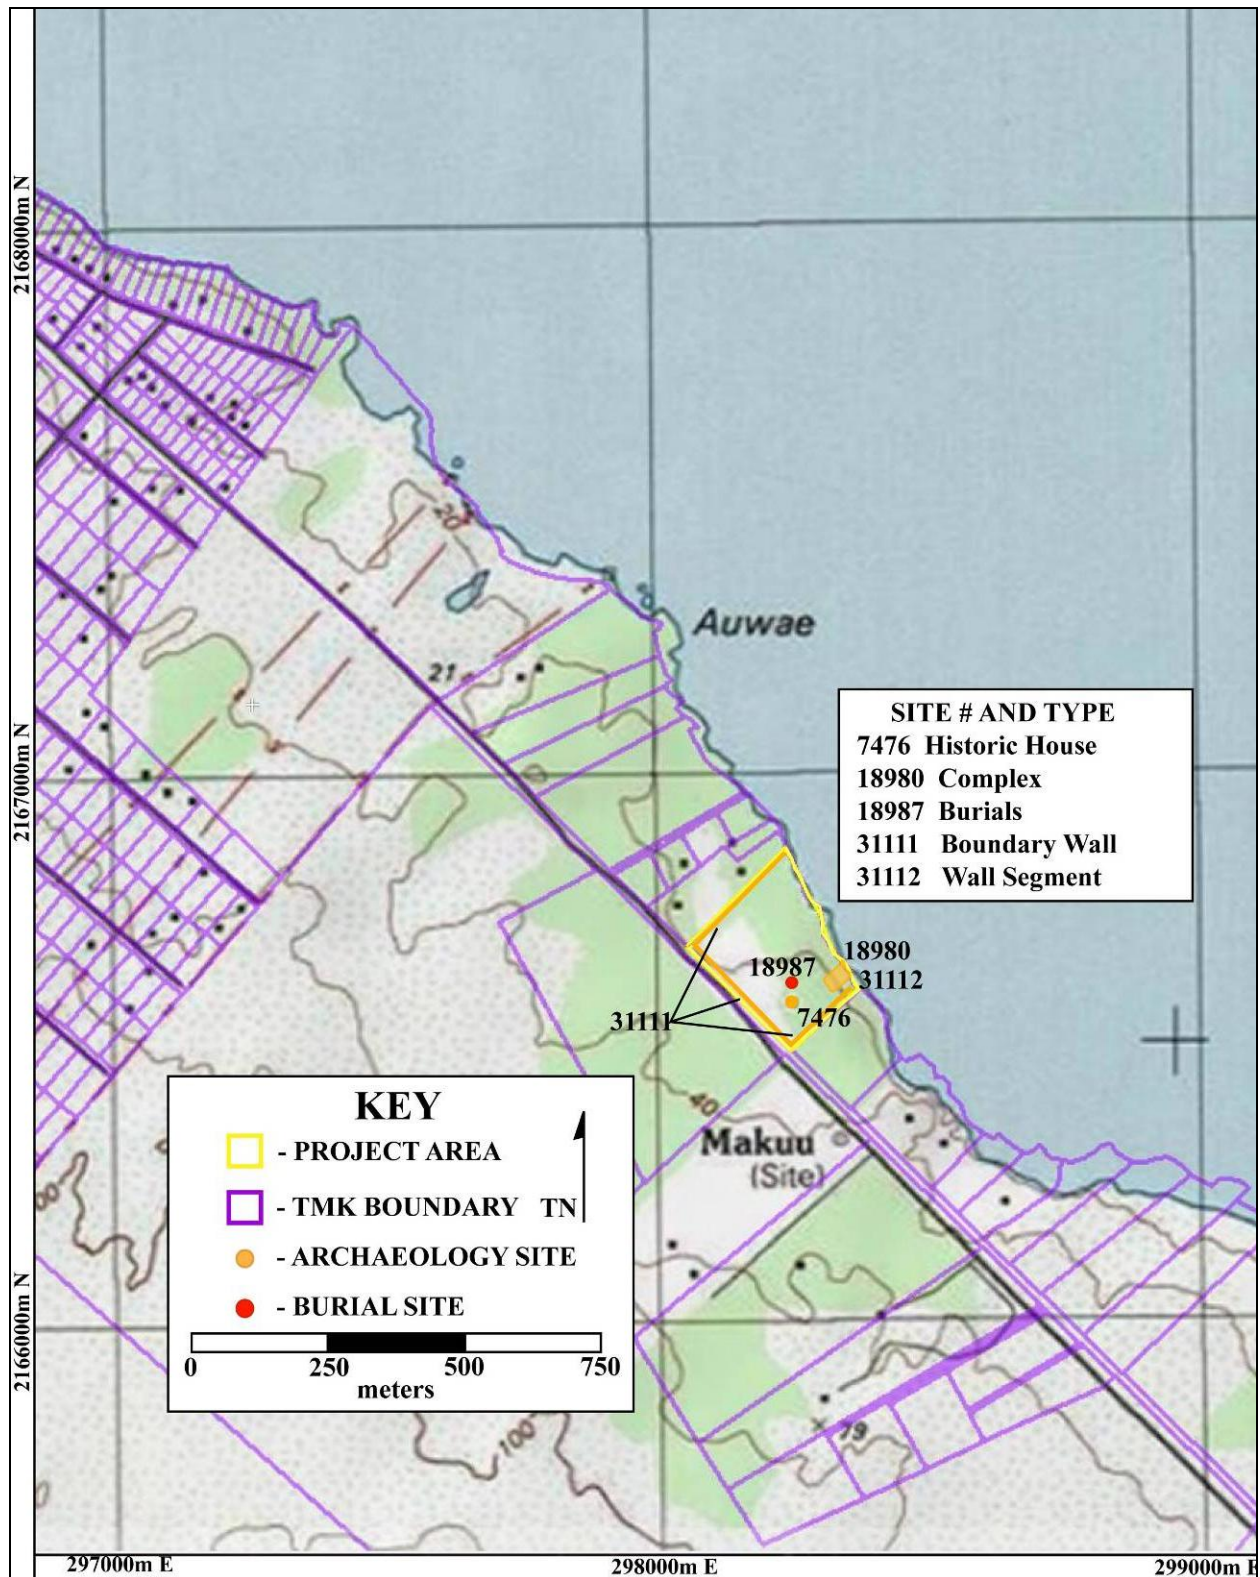 2168000m N
20
Auwae
21
SITE # AND TYPE
7476 Historic House
18980 Complex
18987 Burials
31111 Boundary Wall
31112 Wall Segment
2167000m N
18980
18987
31112
31111
7476
40
Makuu
(Site)
KEY
- PROJECT AREA
- TMK BOUNDARY TN
- ARCHAEOLOGY SITE
- BURIAL SITE
0 250 500 750
meters
2166000m N
79
100
297000m E
298000m E
299000m E